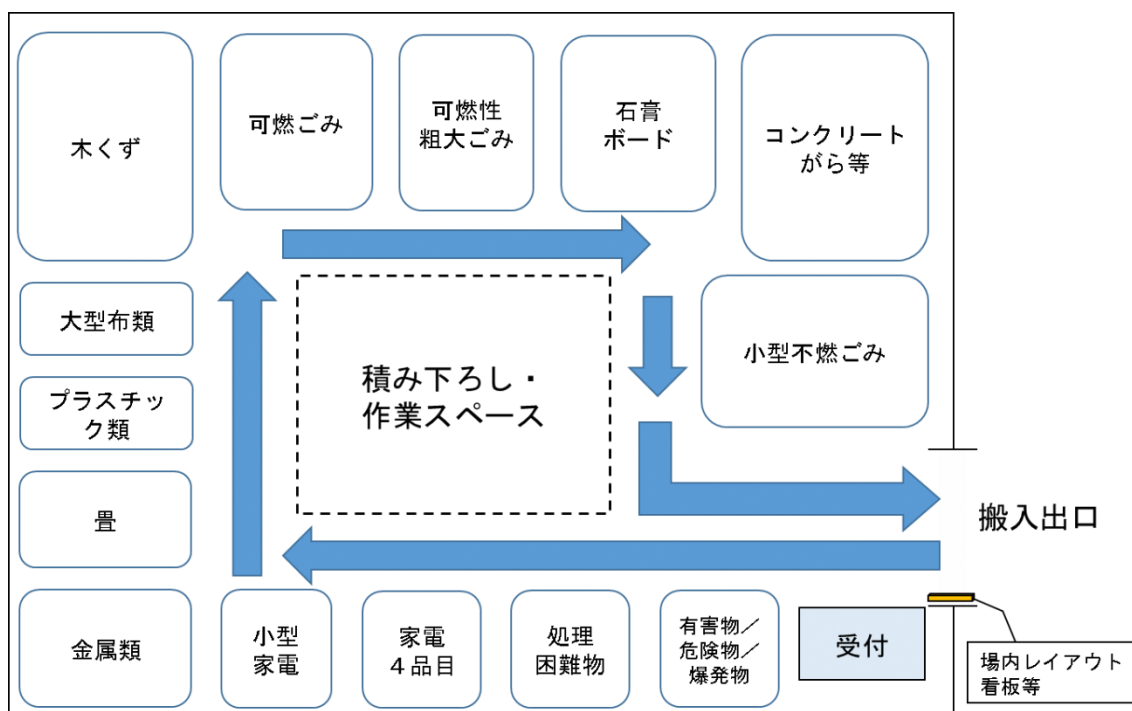 木くず
可燃ごみ
可燃性
粗大ごみ
石膏
ボード
コンクリート
がら等
大型布類
プラスチッ
ク類
畳
金属類
積み下ろし・
作業スペース
小型不燃ごみ
搬入出口
小型
家電
家電
４品目
処理
困難物
有害物／
危険物／
爆発物
受付
場内レイアウト
看板等